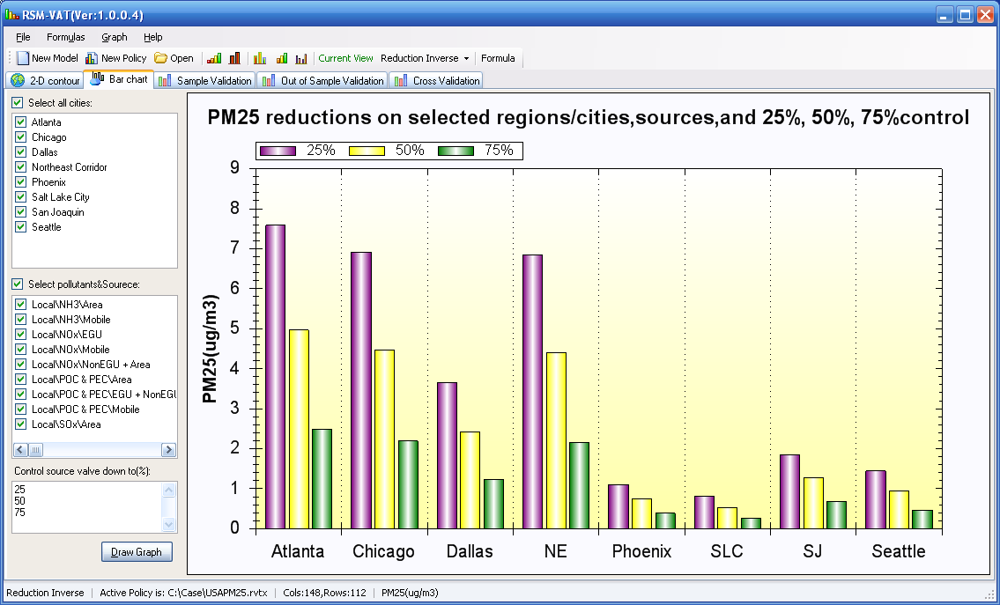 RSM-VAT(Ver:1.0.0.4)
File Formulas Graph Help
New Model New Policy Open Current View Reduction Inverse Formula
2-D contour Bar chart Sample Validation Out of Sample Validation Cross Validation
Select all cities:
Atlanta
Chicago
Dallas
Northeast Corridor
Phoenix
Salt Lake City
San Joaquin
Seattle
Select pollutants&Sourece:
Local\NH3\Area
Local\NH3\Mobile
Local\NOx\EGU
Local\NOx\Mobile
Local\NOx\NonEGU + Area
Local\POC & PEC\Area
Local\POC & PEC\EGU + NonEGU
Local\POC & PEC\Mobile
Local\SOx\Area
Control source valve down to(%):
25
50
75
Draw Graph
PM25 reductions on selected regions/cities,sources,and 25%, 50%, 75%control
25% 50% 75%
PM25(ug/m3)
9
8
7
6
5
4
3
2
1
0
Atlanta Chicago Dallas NE Phoenix SLC SJ Seattle
Reduction Inverse Active Policy is: C:\Case\USAPM25.rvtx Cols:148,Rows:112 PM25(ug/m3)